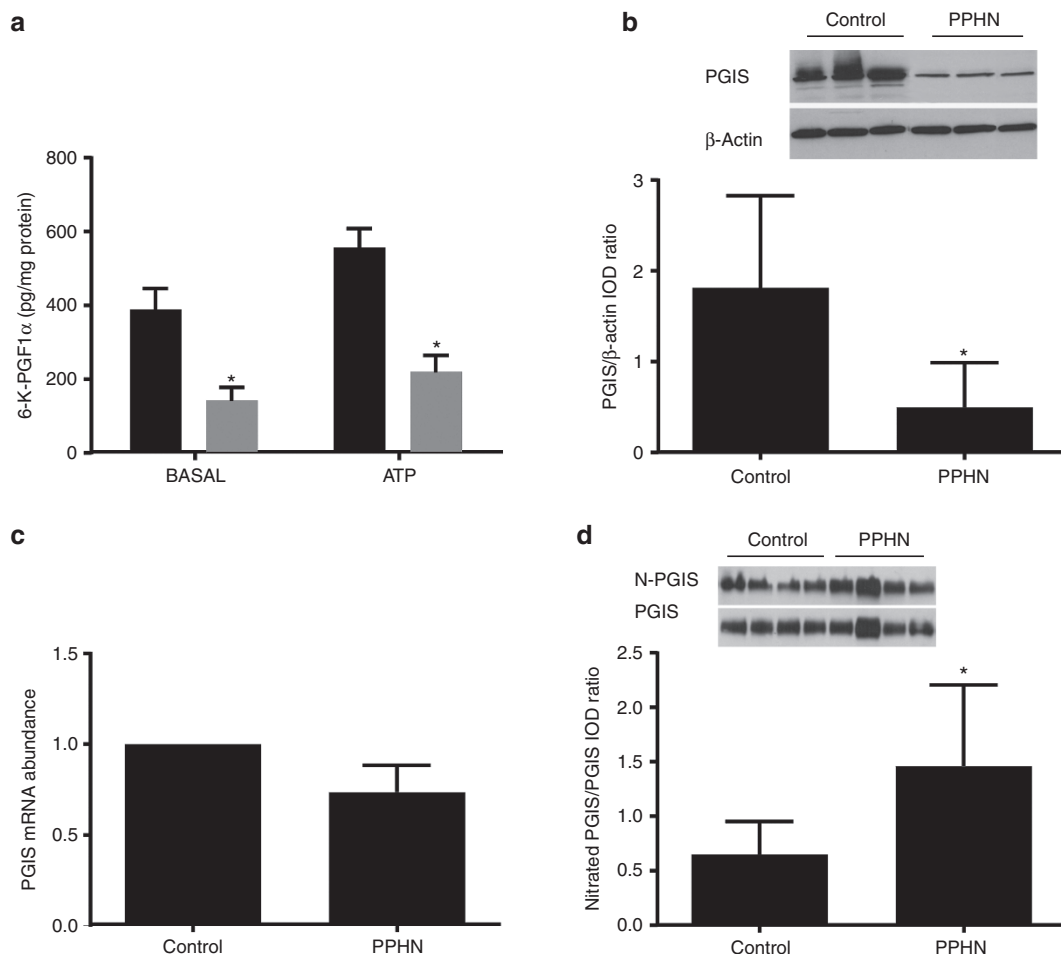 a
6-K-PGF1α (pg/mg protein)
800
600
400
200
0
*
*
BASAL
ATP
b
Control
PPHN
PGIS
β-Actin
PGIS/β-actin IOD ratio
3
2
1
0
*
Control
PPHN
c
PGIS mRNA abundance
1.5
1.0
0.5
0.0
Control
PPHN
d
Control
PPHN
N-PGIS
PGIS
Nitrated PGIS/PGIS IOD ratio
2.5
2.0
1.5
1.0
0.5
0.0
*
Control
PPHN